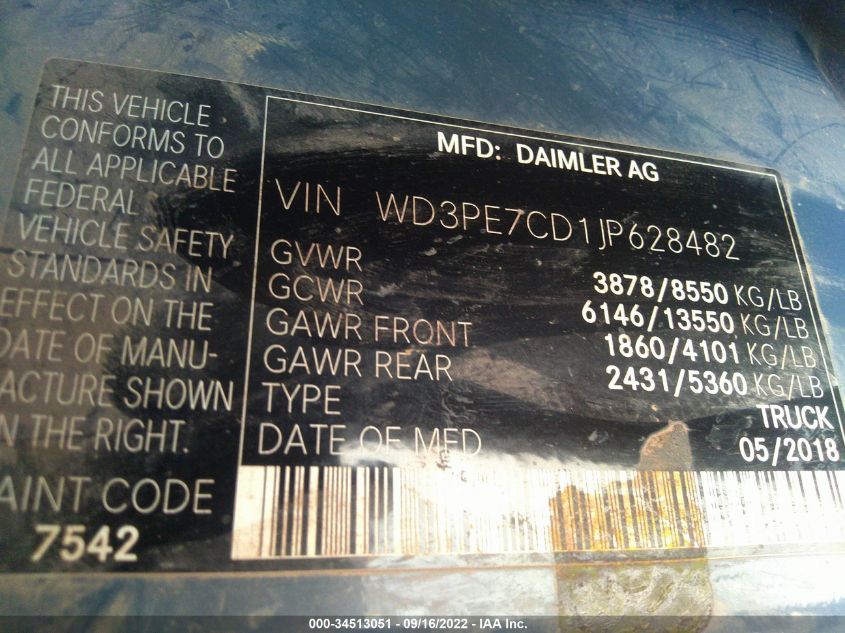 THIS VEHICLE
CONFORMS TO
ALL APPLICABLE
FEDERAL
VEHICLE SAFETY
STANDARDS IN
EFFECT ON THE
DATE OF MANU-
ACTURE SHOWN
N THE RIGHT.
AINT CODE
7542
MFD: DAIMLER AG
VIN WD3PE7CD1JP628482
GVWR 3878/8550 KG/LB
GCWR 6146/13550 KG/LB
GAWR FRONT 1860/4101 KG/LB
GAWR REAR 2431/5360 KG/LB
TYPE TRUCK
DATE OF MFD 05/2018
000-34513051 - 09/16/2022 - IAA Inc.